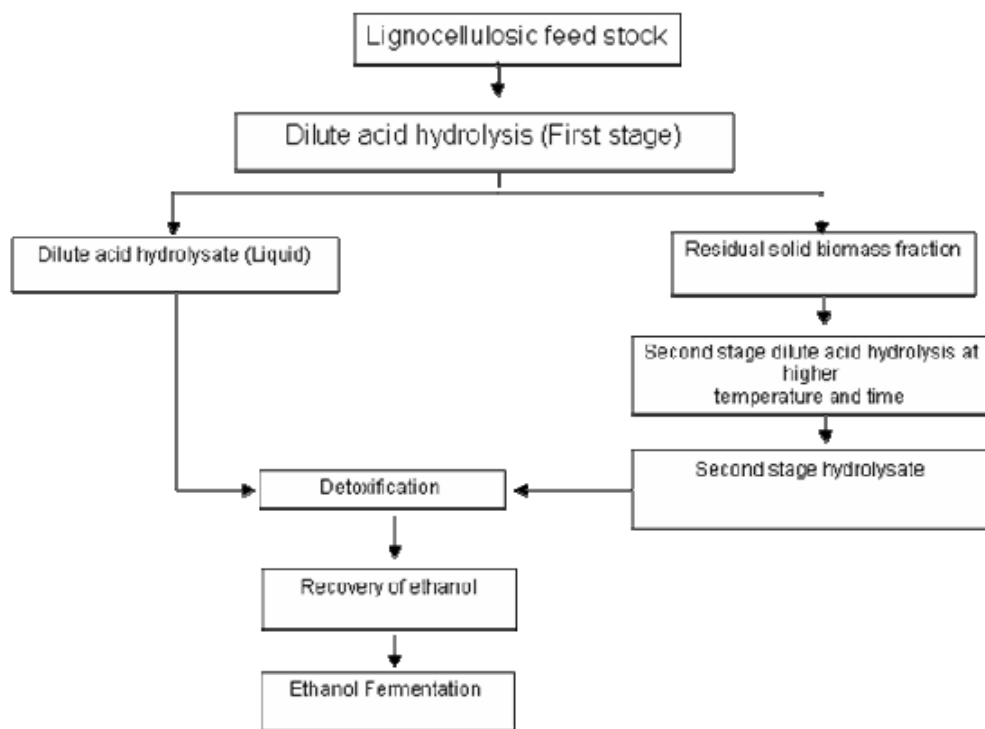 Lignocellulosic feed stock
Dilute acid hydrolysis (First stage)
Dilute acid hydrolysate (Liquid)
Residual solid biomass fraction
Second stage dilute acid hydrolysis at
higher
temperature and time
Second stage hydrolysate
Detoxification
Recovery of ethanol
Ethanol Fermentation